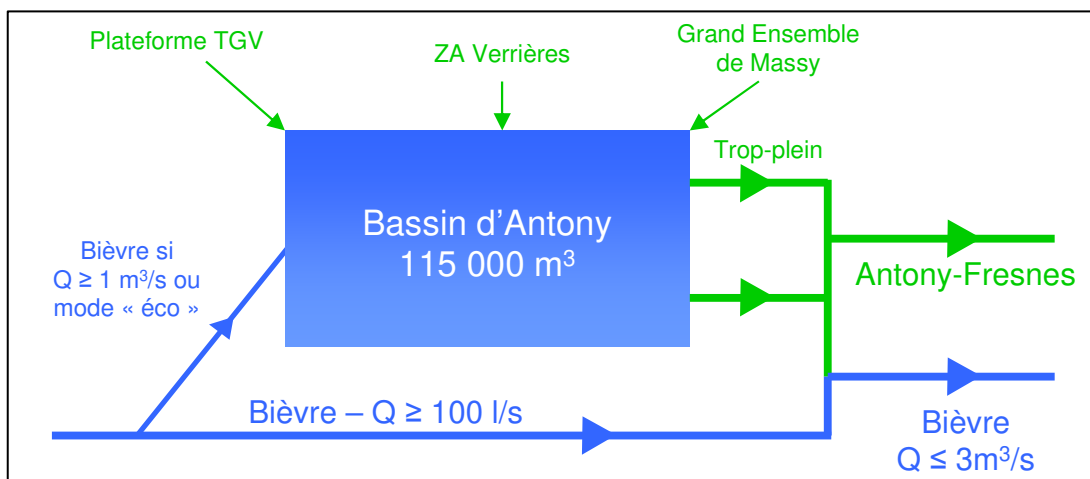 Plateforme TGV
ZA Verrières
Grand Ensemble
de Massy
Trop-plein
Bassin d’Antony
115 000 m³
Bièvre si
Q ≥ 1 m³/s ou
mode « éco »
Antony-Fresnes
Bièvre – Q ≥ 100 l/s
Bièvre
Q ≤ 3m³/s